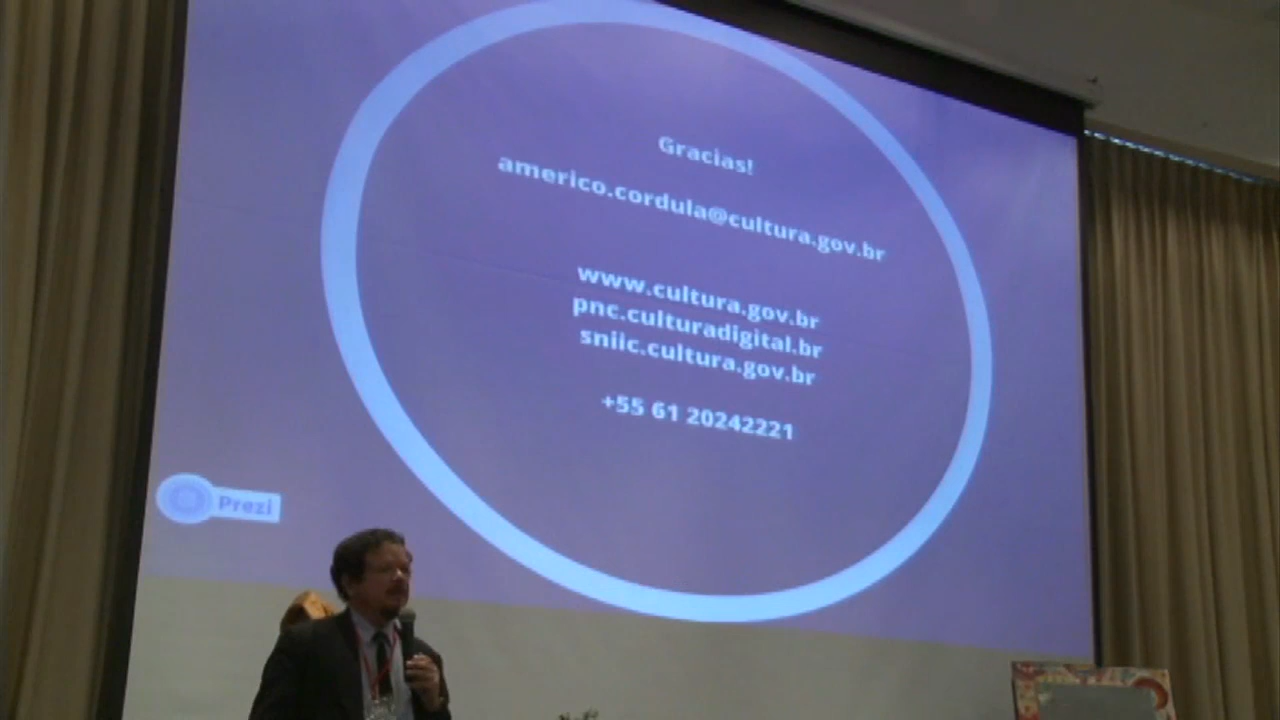 Gracias!
americo.cordula@cultura.gov.br
www.cultura.gov.br
pnc.culturadigital.br
sniic.cultura.gov.br
+55 61 20242221
Prezi